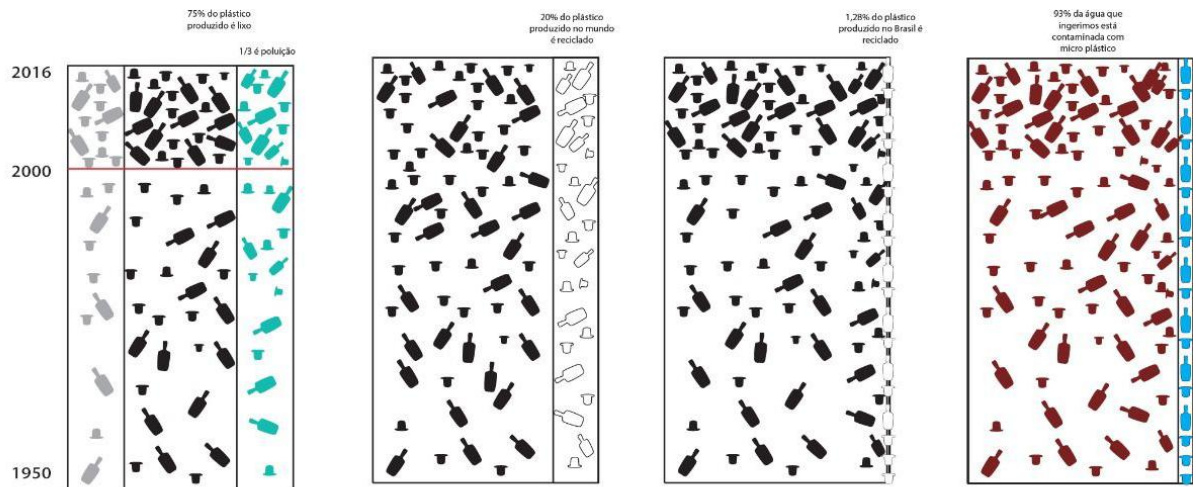 75% do plástico
produzido é lixo
1/3 é poluição
20% do plástico
produzido no mundo
é reciclado
1,28% do plástico
produzido no Brasil é
reciclado
93% da água que
ingerimos está
contaminada com
micro plástico
2016
2000
1950